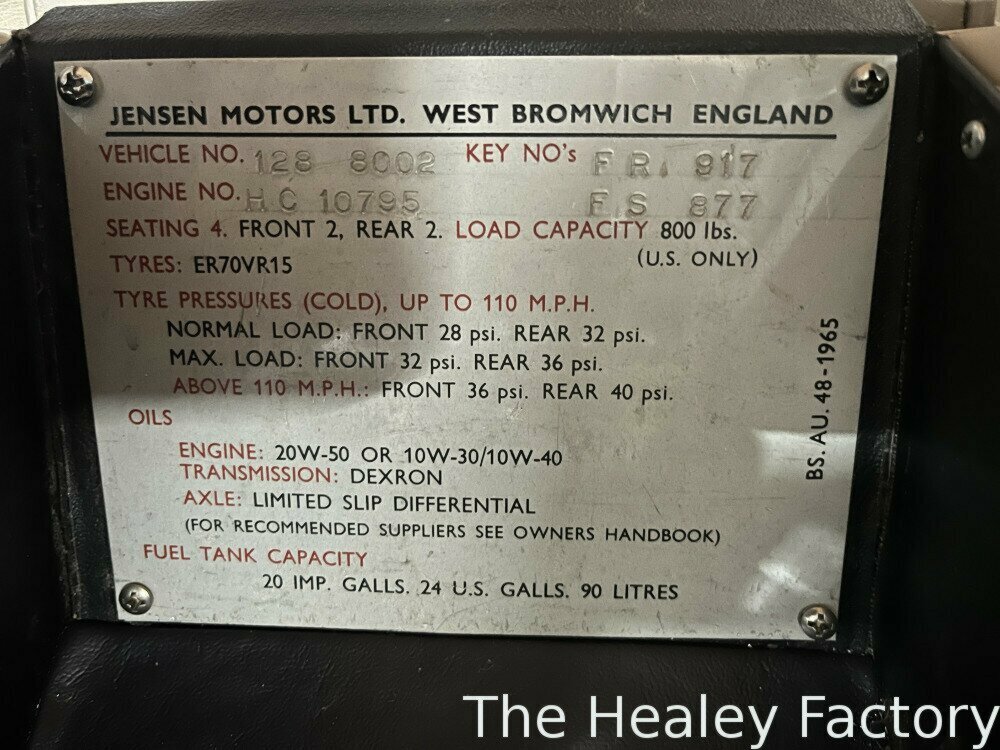 JENSEN MOTORS LTD. WEST BROMWICH ENGLAND
VEHICLE NO. 128 8002 KEY NO's F R. 917
ENGINE NO. H C 10795 F S 877
SEATING 4. FRONT 2, REAR 2. LOAD CAPACITY 800 lbs.
TYRES: ER70VR15 (U.S. ONLY)
TYRE PRESSURES (COLD), UP TO 110 M.P.H.
NORMAL LOAD: FRONT 28 psi. REAR 32 psi.
MAX. LOAD: FRONT 32 psi. REAR 36 psi.
ABOVE 110 M.P.H.: FRONT 36 psi. REAR 40 psi.
OILS
ENGINE: 20W-50 OR 10W-30/10W-40
TRANSMISSION: DEXRON
AXLE: LIMITED SLIP DIFFERENTIAL
(FOR RECOMMENDED SUPPLIERS SEE OWNERS HANDBOOK)
FUEL TANK CAPACITY
20 IMP. GALLS. 24 U.S. GALLS. 90 LITRES
BS. AU. 48-1965
The Healey Factory